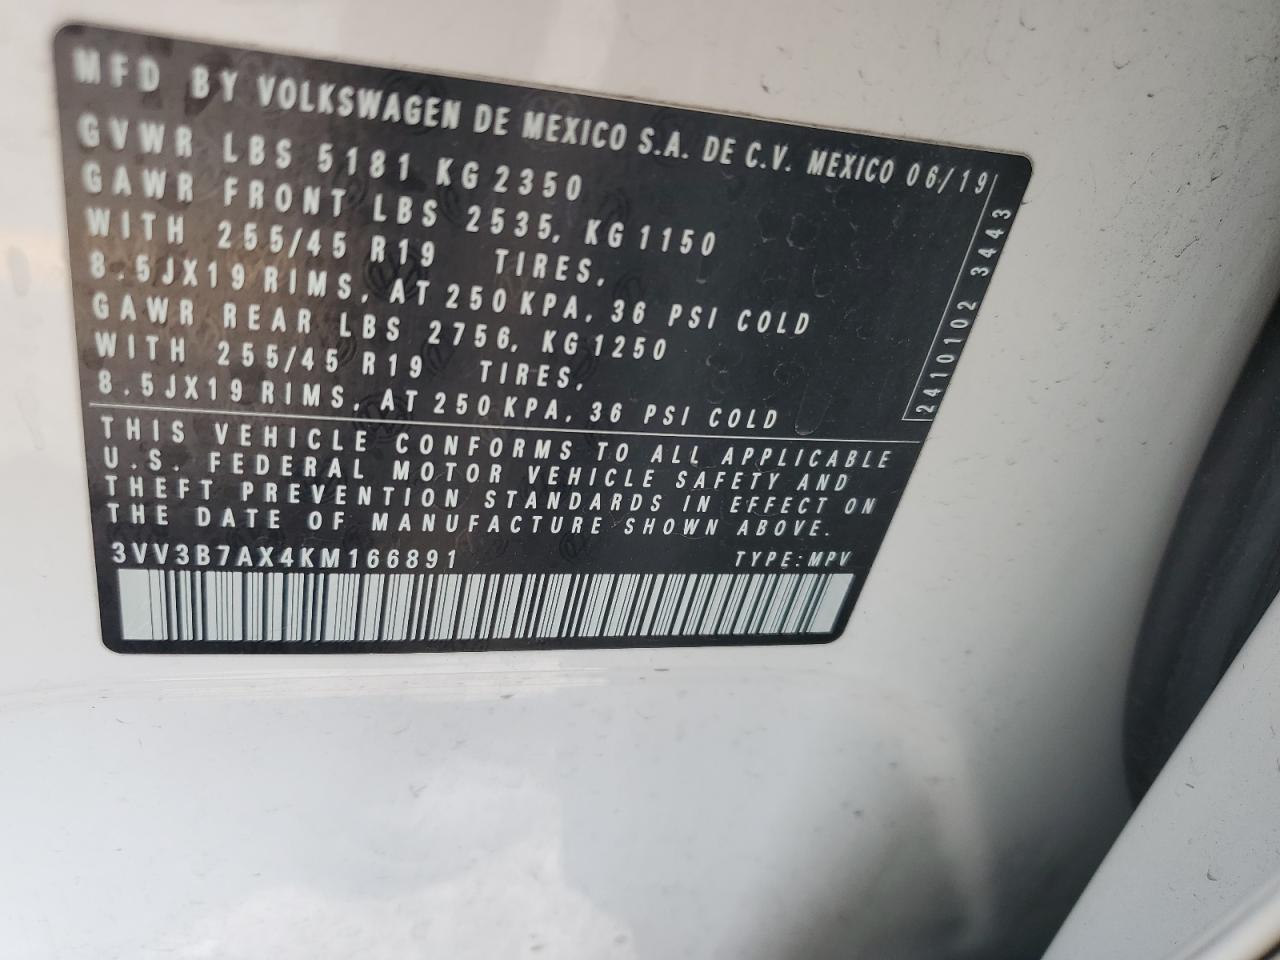 MFD BY VOLKSWAGEN DE MEXICO S.A. DE C.V. MEXICO 06/19
GVWR LBS 5181 KG 2350
GAWR FRONT LBS 2535, KG 1150
WITH 255/45 R19 TIRES,
8.5JX19 RIMS, AT 250 KPA, 36 PSI COLD
GAWR REAR LBS 2756, KG 1250
WITH 255/45 R19 TIRES,
8.5JX19 RIMS, AT 250 KPA, 36 PSI COLD
2410102 3443
THIS VEHICLE CONFORMS TO ALL APPLICABLE
U.S. FEDERAL MOTOR VEHICLE SAFETY AND
THEFT PREVENTION STANDARDS IN EFFECT ON
THE DATE OF MANUFACTURE SHOWN ABOVE.
3VV3B7AX4KM166891 TYPE:MPV